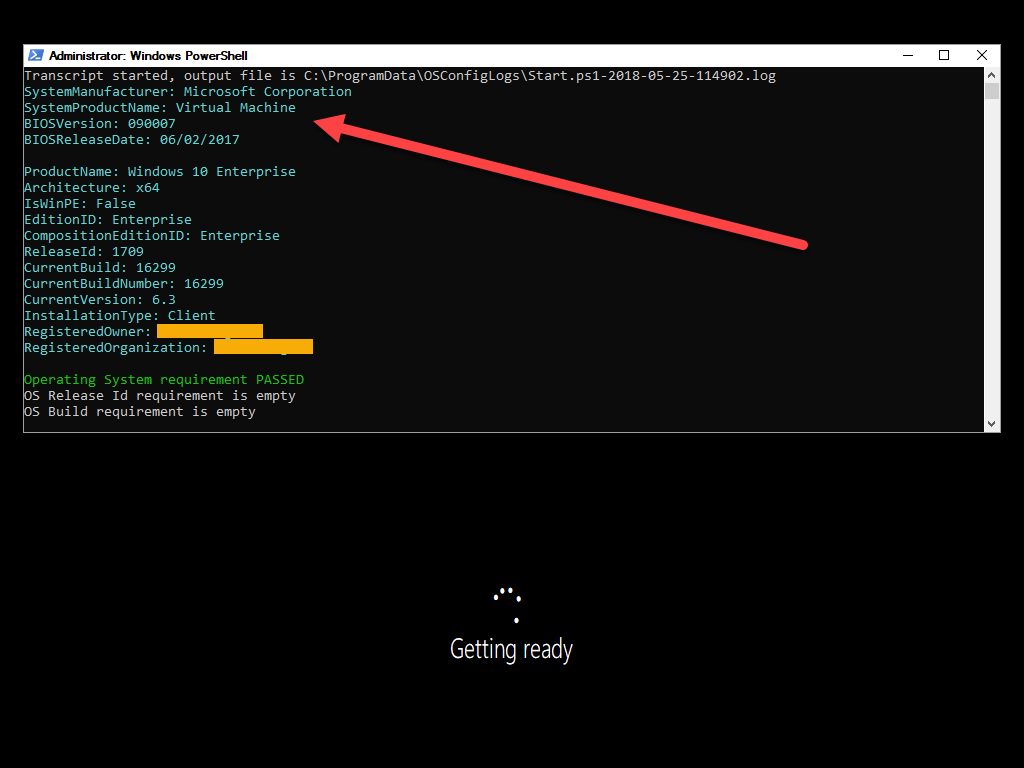 Administrator: Windows PowerShell
Transcript started, output file is C:\ProgramData\OSConfigLogs\Start.ps1-2018-05-25-114902.log
SystemManufacturer: Microsoft Corporation
SystemProductName: Virtual Machine
BIOSVersion: 090007
BIOSReleaseDate: 06/02/2017
ProductName: Windows 10 Enterprise
Architecture: x64
IsWinPE: False
EditionID: Enterprise
CompositionEditionID: Enterprise
ReleaseId: 1709
CurrentBuild: 16299
CurrentBuildNumber: 16299
CurrentVersion: 6.3
InstallationType: Client
RegisteredOwner:
RegisteredOrganization:
Operating System requirement PASSED
OS Release Id requirement is empty
OS Build requirement is empty
Getting ready